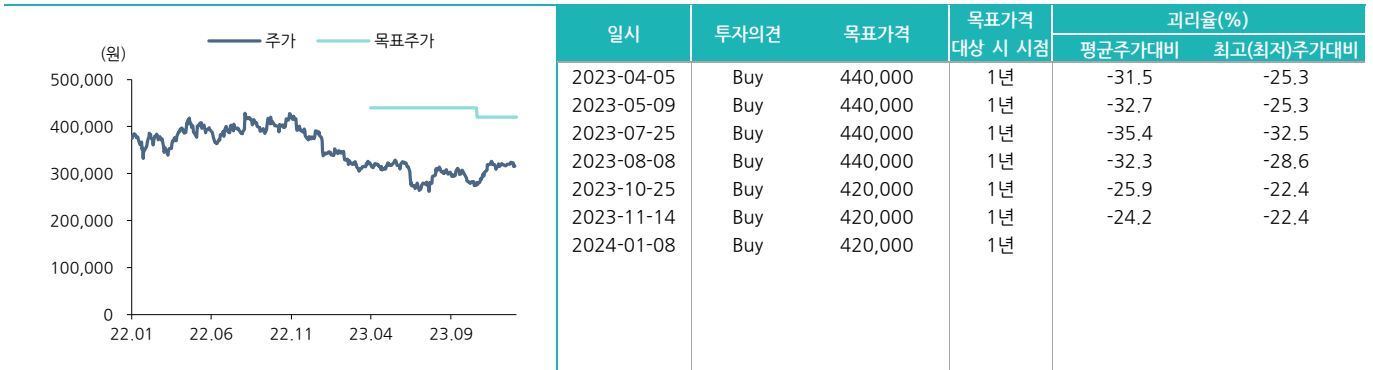 (원)
주가
목표주가
500,000
400,000
300,000
200,000
100,000
0
22.01 22.06 22.11 23.04 23.09
일시 투자의견 목표가격 목표가격 대상 시 시점 괴리율(%)
평균주가대비 최고(최저)주가대비
2023-04-05 Buy 440,000 1년 -31.5 -25.3
2023-05-09 Buy 440,000 1년 -32.7 -25.3
2023-07-25 Buy 440,000 1년 -35.4 -32.5
2023-08-08 Buy 440,000 1년 -32.3 -28.6
2023-10-25 Buy 420,000 1년 -25.9 -22.4
2023-11-14 Buy 420,000 1년 -24.2 -22.4
2024-01-08 Buy 420,000 1년